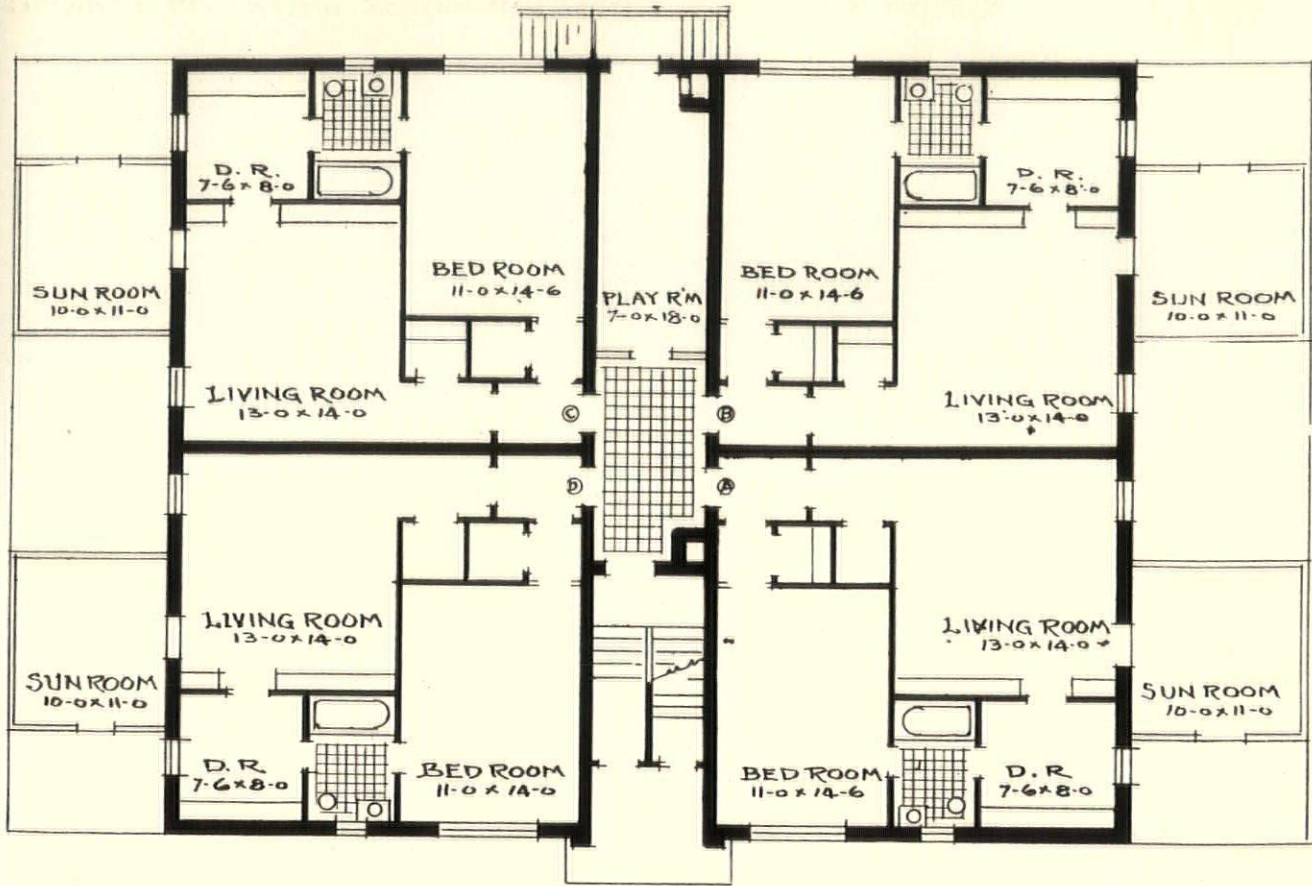 D. R.
7-6 x 8-0
D. R.
7-6 x 8-0
BED ROOM
11-0 x 14-6
BED ROOM
11-0 x 14-6
SUN ROOM
10-0 x 11-0
PLAY R'M
7-0 x 18-0
SUN ROOM
10-0 x 11-0
LIVING ROOM
13-0 x 14-0
C
B
LIVING ROOM
13-0 x 14-0
D
A
LIVING ROOM
13-0 x 14-0
LIVING ROOM
13-0 x 14-0
SUN ROOM
10-0 x 11-0
SUN ROOM
10-0 x 11-0
D. R.
7-6 x 8-0
BED ROOM
11-0 x 14-0
BED ROOM
11-0 x 14-6
D. R
7-6 x 8-0